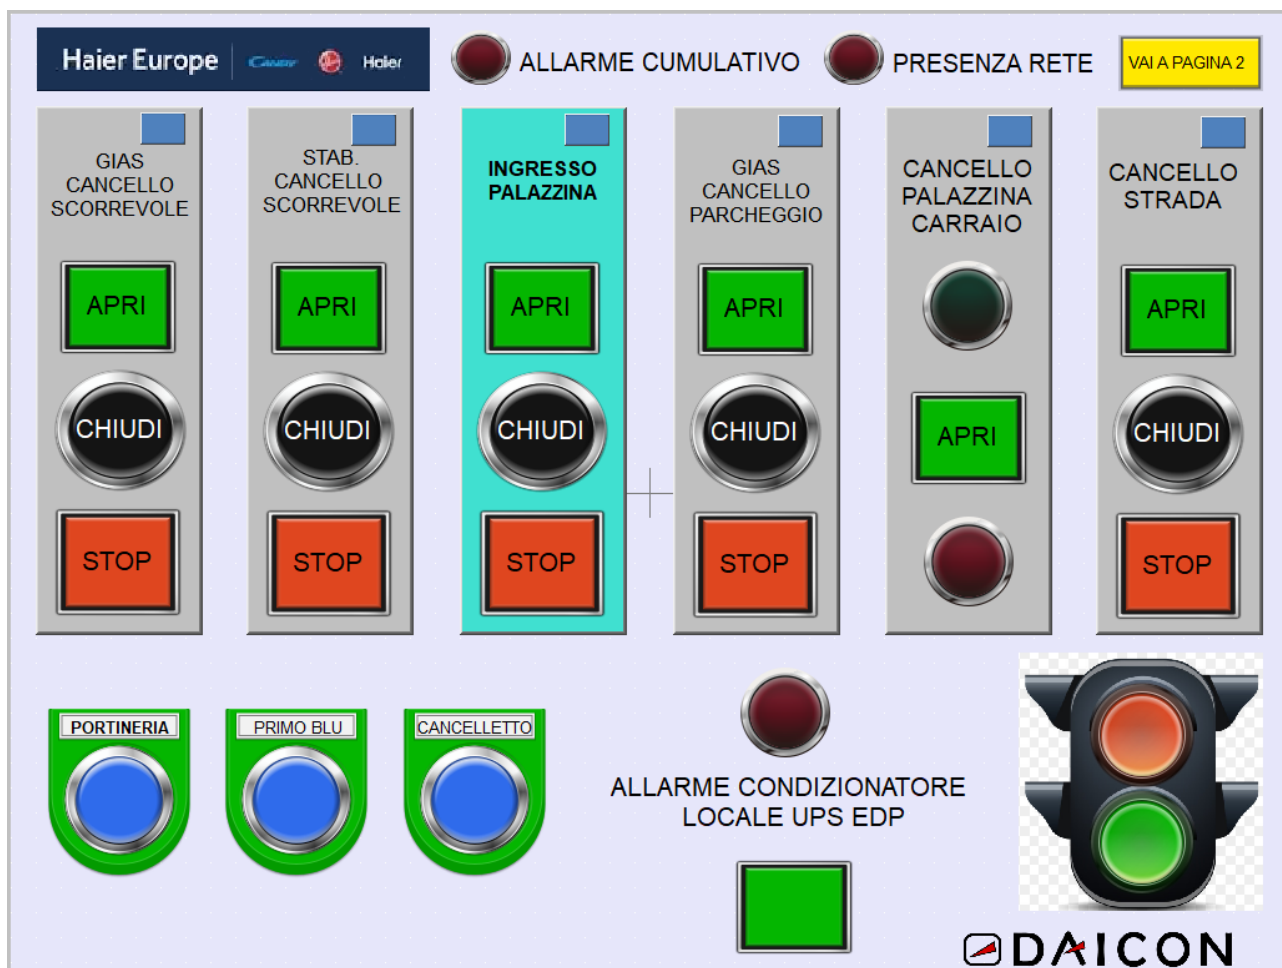 Haier Europe
Candy
Haier
ALLARME CUMULATIVO
PRESENZA RETE
VAI A PAGINA 2
GIAS
CANCELLO
SCORREVOLE
APRI
CHIUDI
STOP
STAB.
CANCELLO
SCORREVOLE
APRI
CHIUDI
STOP
INGRESSO
PALAZZINA
APRI
CHIUDI
STOP
GIAS
CANCELLO
PARCHEGGIO
APRI
CHIUDI
STOP
CANCELLO
PALAZZINA
CARRAIO
APRI
CANCELLO
STRADA
APRI
CHIUDI
STOP
PORTINERIA
PRIMO BLU
CANCELLETTO
ALLARME CONDIZIONATORE
LOCALE UPS EDP
DAICON